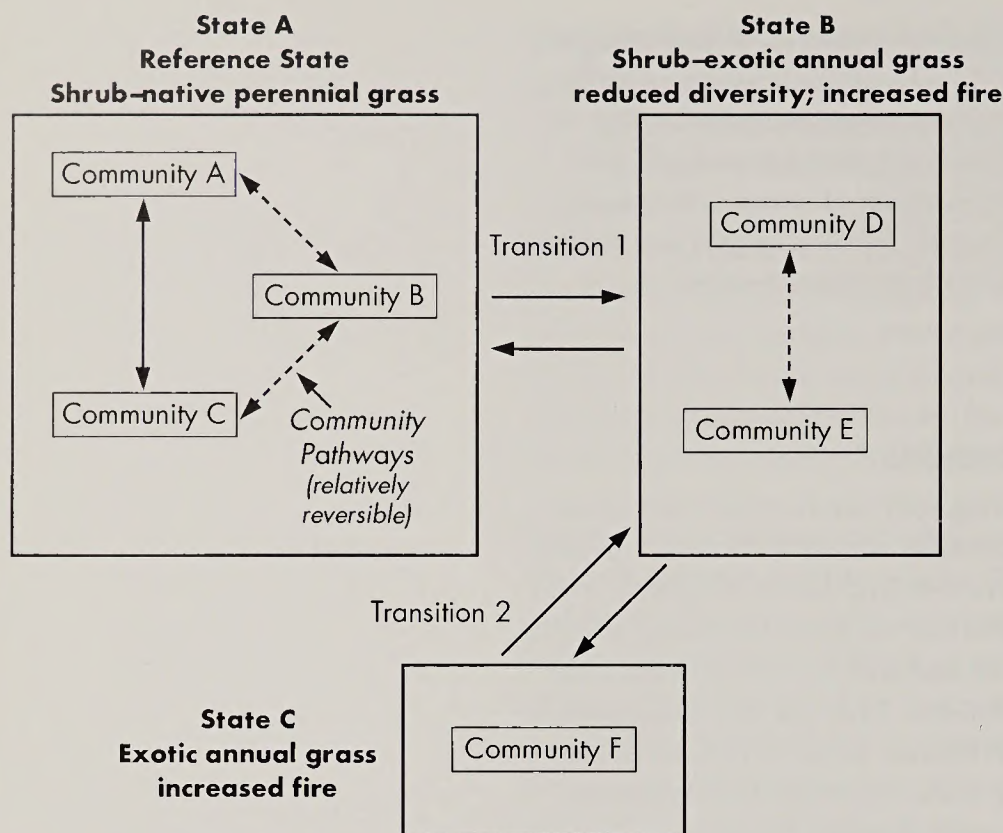 State A
Reference State
Shrub–native perennial grass
State B
Shrub–exotic annual grass
reduced diversity; increased fire
Community A
Community B
Community C
Community
Pathways
(relatively
reversible)
Transition 1
Community D
Community E
Transition 2
State C
Exotic annual grass
increased fire
Community F